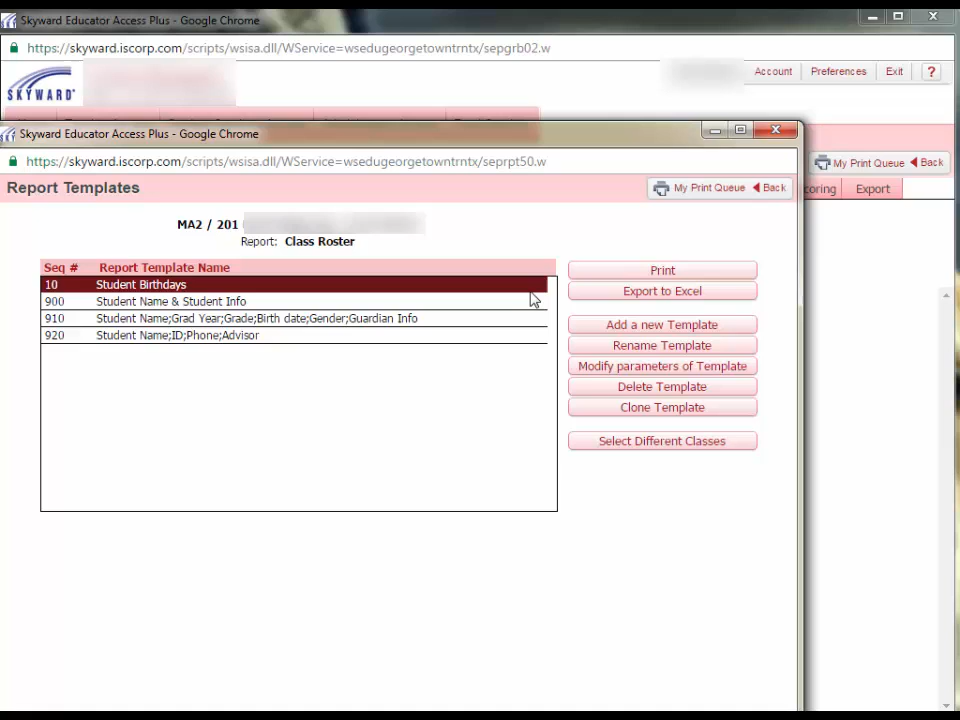 Skyward Educator Access Plus - Google Chrome
https://skyward.iscorp.com/scripts/wsisa.dll/WService=wsedugeorgetowntrntx/sepgrb02.w
SKYWARD
Account Preferences Exit ?
Skyward Educator Access Plus - Google Chrome
https://skyward.iscorp.com/scripts/wsisa.dll/WService=wsedugeorgetowntrntx/seprpt50.w
My Print Queue Back
Report Templates
My Print Queue Back
oring Export
MA2 / 201
Report: Class Roster
Seq # Report Template Name
10 Student Birthdays
900 Student Name & Student Info
910 Student Name;Grad Year;Grade;Birth date;Gender;Guardian Info
920 Student Name;ID;Phone;Advisor
Print
Export to Excel
Add a new Template
Rename Template
Modify parameters of Template
Delete Template
Clone Template
Select Different Classes